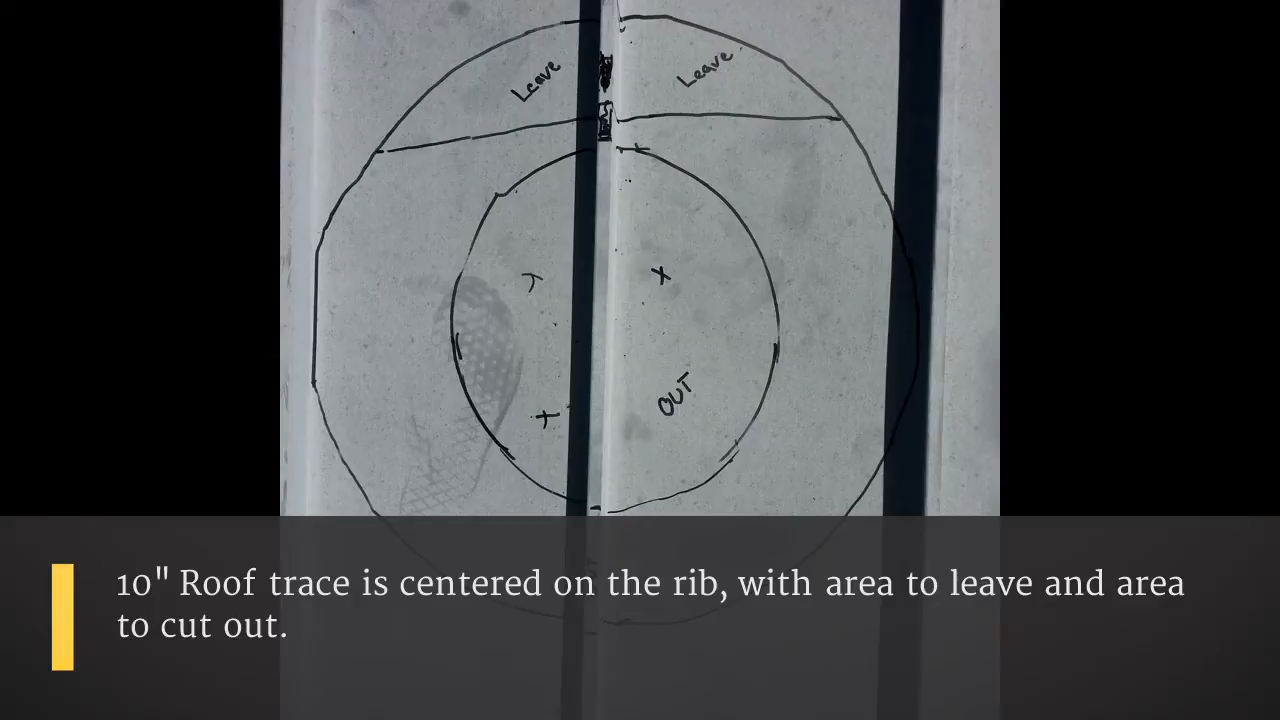 Leave Leave
X
OUT
10" Roof trace is centered on the rib, with area to leave and area
to cut out.